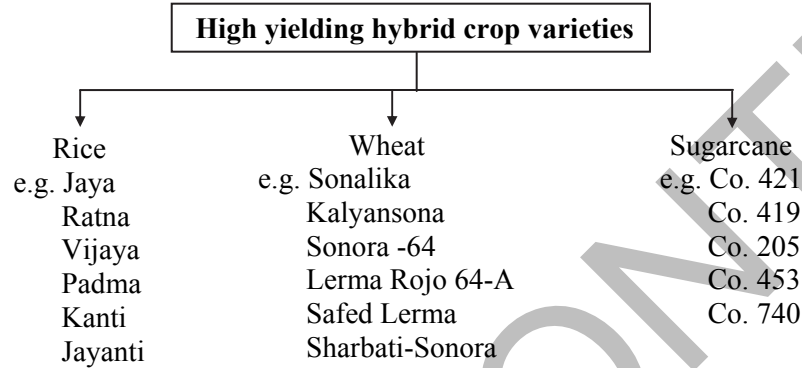 High yielding hybrid crop varieties
Rice
e.g. Jaya
Ratna
Vijaya
Padma
Kanti
Jayanti
Wheat
e.g. Sonalika
Kalyansona
Sonora -64
Lerma Rojo 64-A
Safed Lerma
Sharbati-Sonora
Sugarcane
e.g. Co. 421
Co. 419
Co. 205
Co. 453
Co. 740